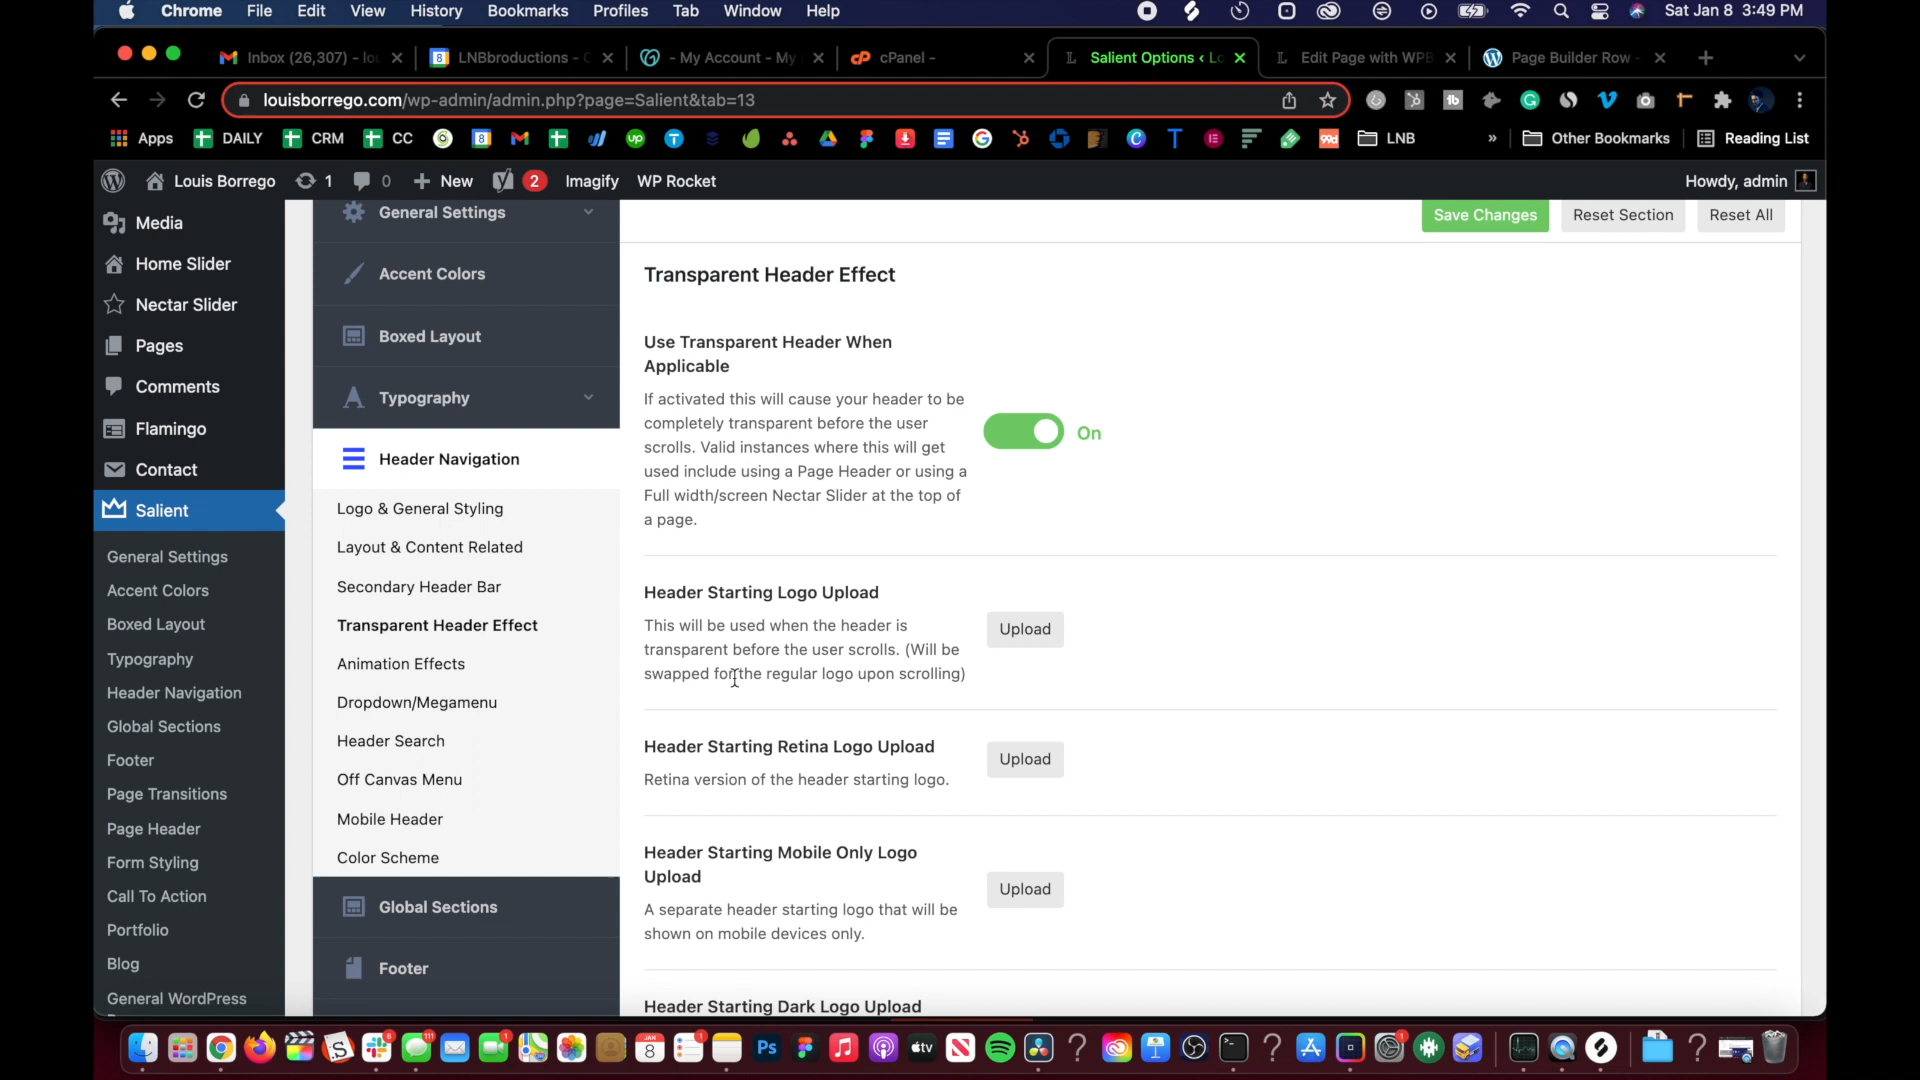 Chrome File Edit View History Bookmarks Profiles Tab Window Help Sat Jan 8 3:49 PM
Inbox (26,307) - lou LNBbroductions - C - My Account - My cPanel - Salient Options ‹ Lo Edit Page with WPB Page Builder Row -
louisborrego.com/wp-admin/admin.php?page=Salient&tab=13
Apps DAILY CRM CC LNB » Other Bookmarks Reading List
Louis Borrego 1 0 New 2 Imagify WP Rocket Howdy, admin
Media
Home Slider
Nectar Slider
Pages
Comments
Flamingo
Contact
Salient
General Settings
Accent Colors
Boxed Layout
Typography
Header Navigation
Global Sections
Footer
Page Transitions
Page Header
Form Styling
Call To Action
Portfolio
Blog
General WordPress
General Settings
Accent Colors
Boxed Layout
Typography
Header Navigation
Logo & General Styling
Layout & Content Related
Secondary Header Bar
Transparent Header Effect
Animation Effects
Dropdown/Megamenu
Header Search
Off Canvas Menu
Mobile Header
Color Scheme
Global Sections
Footer
Save Changes Reset Section Reset All
Transparent Header Effect
Use Transparent Header When
Applicable
If activated this will cause your header to be
completely transparent before the user
scrolls. Valid instances where this will get
used include using a Page Header or using a
Full width/screen Nectar Slider at the top of
a page.
On
Header Starting Logo Upload
This will be used when the header is
transparent before the user scrolls. (Will be
swapped for the regular logo upon scrolling)
Upload
Header Starting Retina Logo Upload
Retina version of the header starting logo.
Upload
Header Starting Mobile Only Logo
Upload
A separate header starting logo that will be
shown on mobile devices only.
Upload
Header Starting Dark Logo Upload